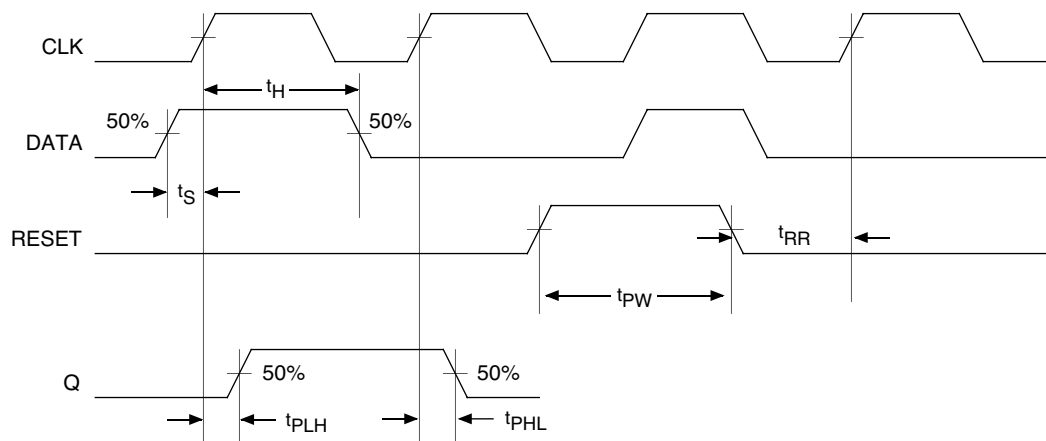 CLK
t_H
50%
50%
DATA
t_S
RESET
t_RR
t_PW
50%
50%
Q
t_PLH
t_PHL